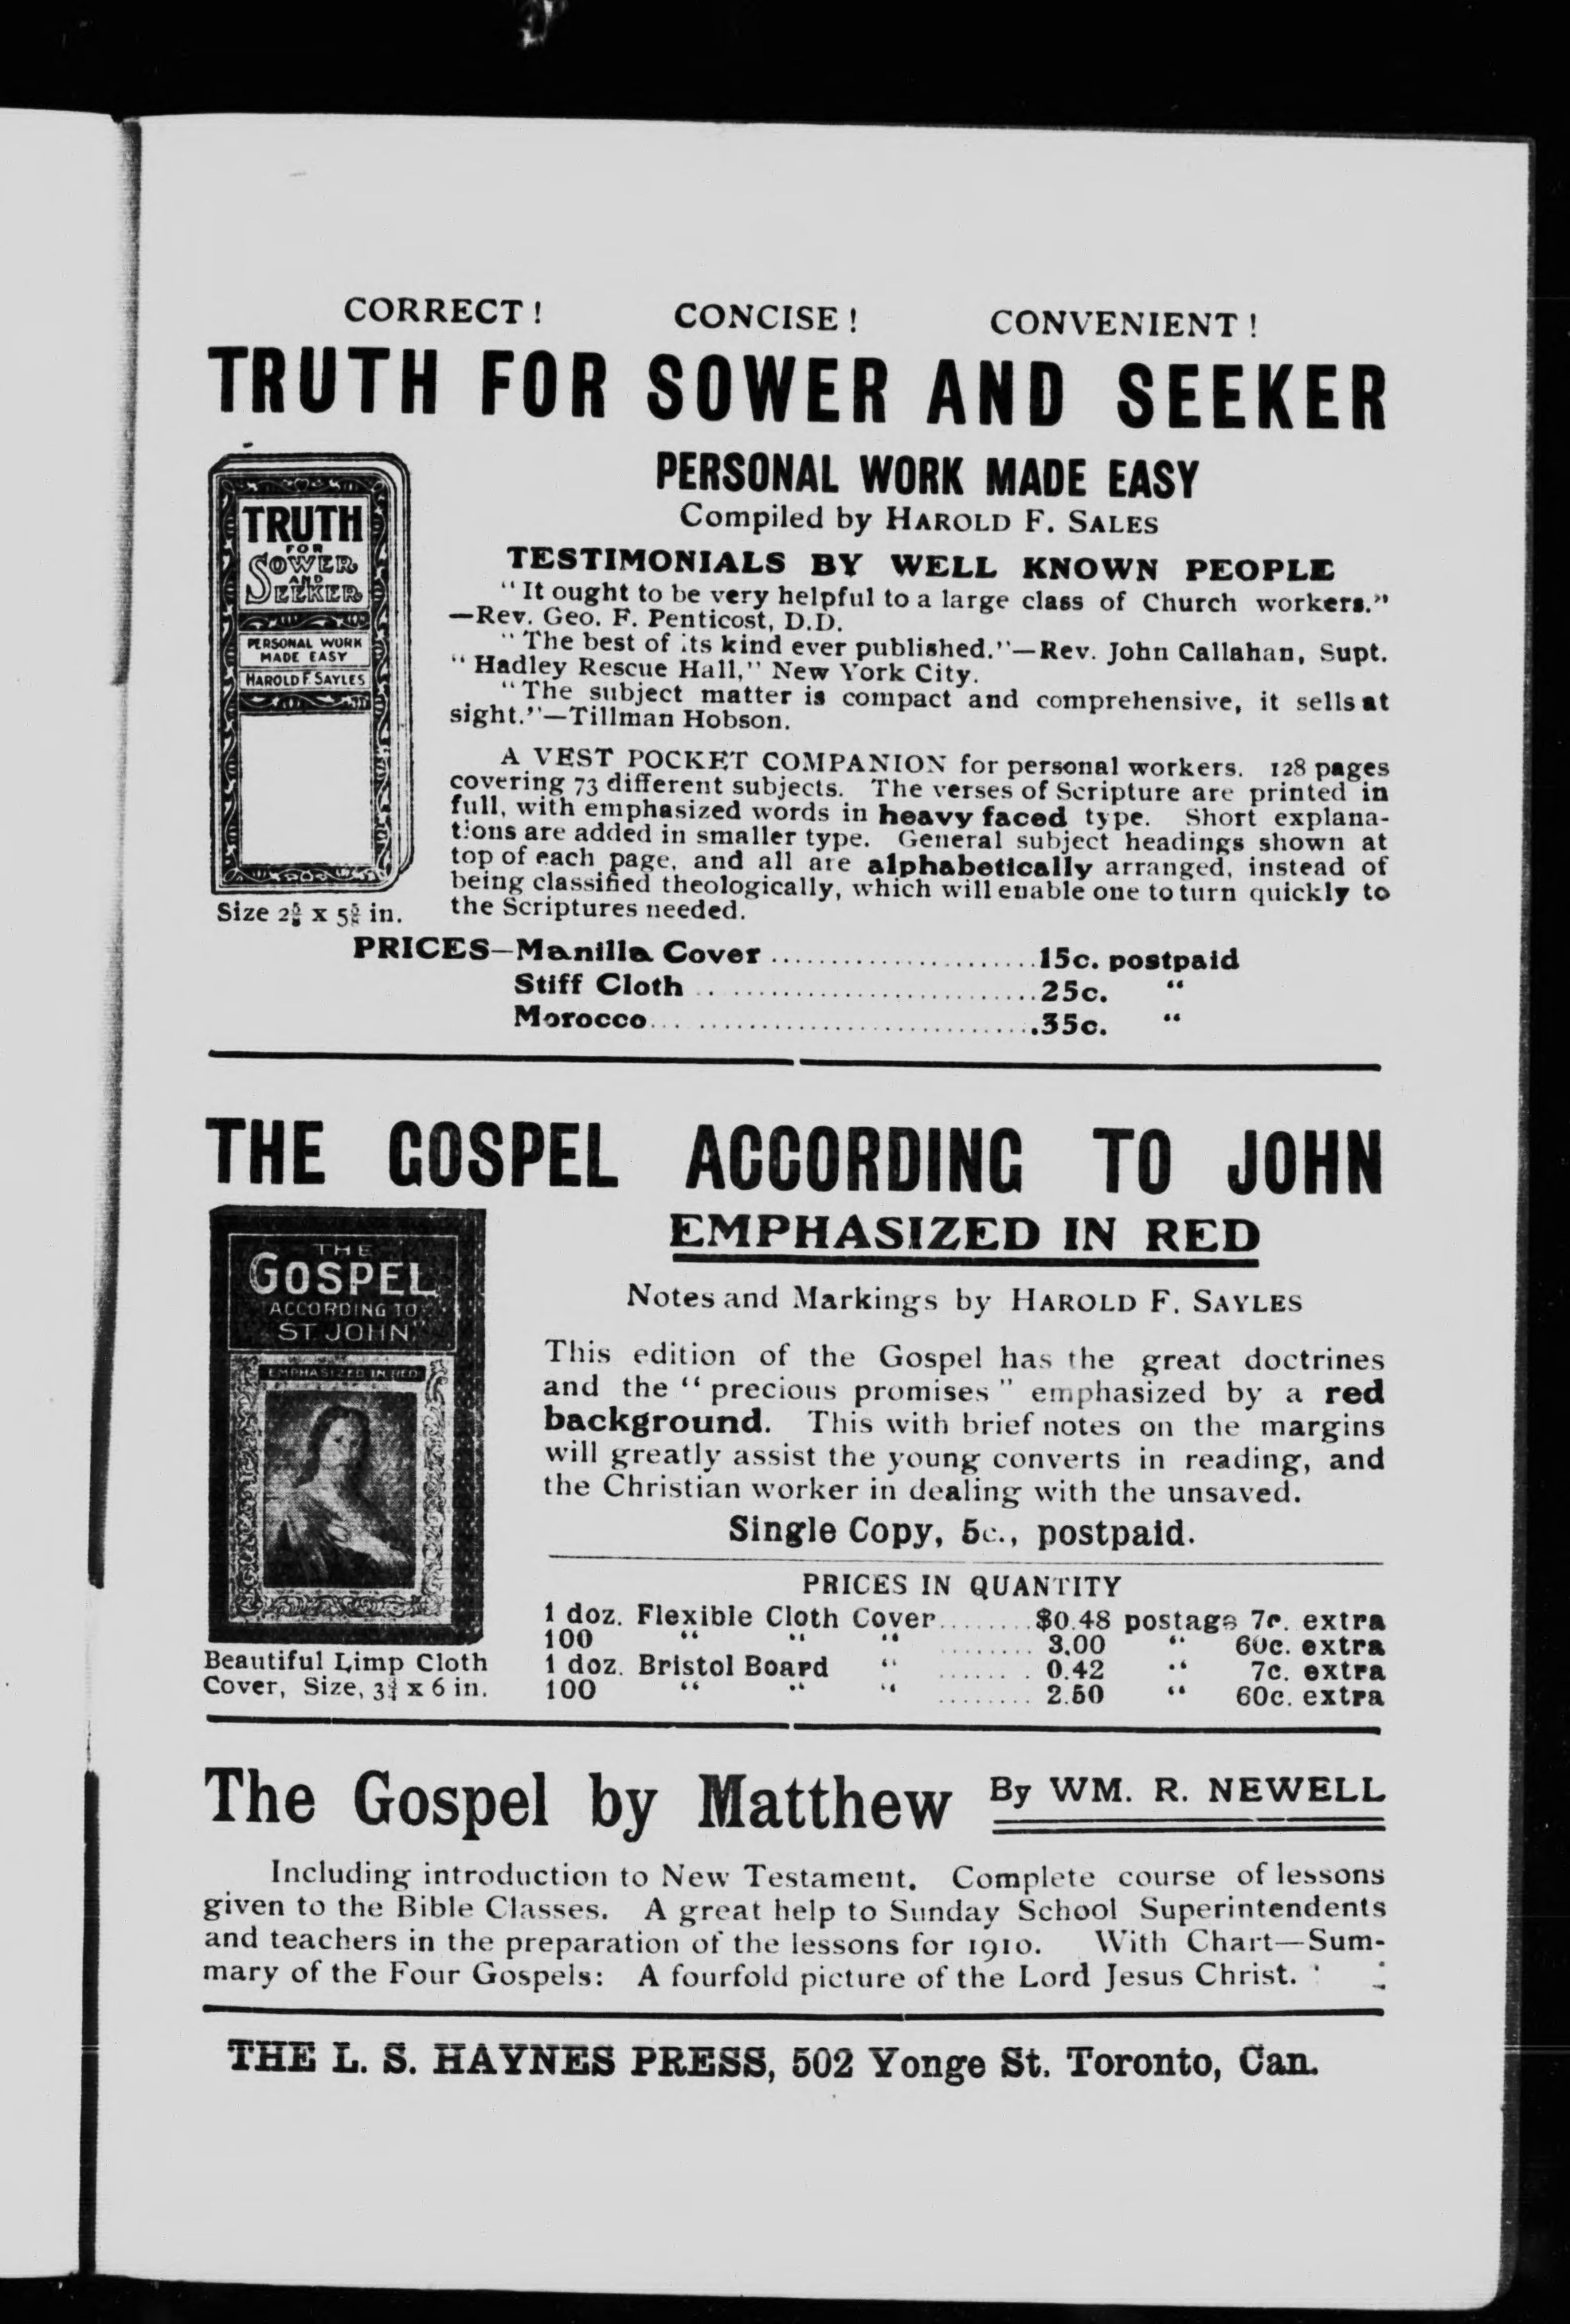 CORRECT! CONCISE! CONVENIENT!
TRUTH FOR SOWER AND SEEKER
TRUTH
FOR
SOWER
AND
SEEKER
PERSONAL WORK
MADE EASY
HAROLD F. SAYLES
Size 2⅝ x 5⅝ in.
PERSONAL WORK MADE EASY
Compiled by HAROLD F. SALES
TESTIMONIALS BY WELL KNOWN PEOPLE
"It ought to be very helpful to a large class of Church workers."
—Rev. Geo. F. Penticost, D.D.
"The best of its kind ever published."—Rev. John Callahan, Supt.
"Hadley Rescue Hall," New York City.
"The subject matter is compact and comprehensive, it sells at
sight."—Tillman Hobson.
A VEST POCKET COMPANION for personal workers. 128 pages
covering 73 different subjects. The verses of Scripture are printed in
full, with emphasized words in heavy faced type. Short explana-
tions are added in smaller type. General subject headings shown at
top of each page, and all are alphabetically arranged, instead of
being classified theologically, which will enable one to turn quickly to
the Scriptures needed.
PRICES—Manilla Cover ...................... 15c. postpaid
Stiff Cloth ............................ 25c. "
Morocco ................................ .35c. "
THE GOSPEL ACCORDING TO JOHN
THE
GOSPEL
ACCORDING TO
ST JOHN"
EMPHASIZED IN RED
Beautiful Limp Cloth
Cover, Size, 3¾ x 6 in.
EMPHASIZED IN RED
Notes and Markings by HAROLD F. SAYLES
This edition of the Gospel has the great doctrines
and the "precious promises" emphasized by a red
background. This with brief notes on the margins
will greatly assist the young converts in reading, and
the Christian worker in dealing with the unsaved.
Single Copy, 5c., postpaid.
PRICES IN QUANTITY
1 doz. Flexible Cloth Cover ........ $0.48 postage 7c. extra
100 " " " ........ 3.00 " 60c. extra
1 doz. Bristol Board " ........ 0.42 " 7c. extra
100 " " " ........ 2.50 " 60c. extra
The Gospel by Matthew By WM. R. NEWELL
Including introduction to New Testament. Complete course of lessons
given to the Bible Classes. A great help to Sunday School Superintendents
and teachers in the preparation of the lessons for 1910. With Chart—Sum-
mary of the Four Gospels: A fourfold picture of the Lord Jesus Christ.
THE L. S. HAYNES PRESS, 502 Yonge St. Toronto, Can.